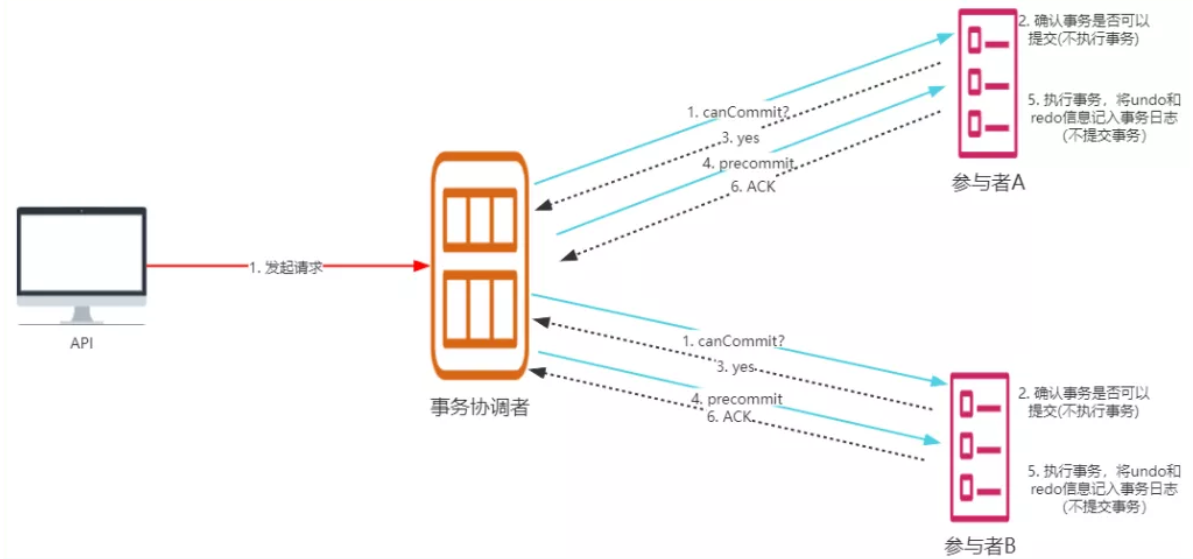 2. 确认事务是否可以
提交(不执行事务)
1. canCommit?
3. yes
4. precommit
6. ACK
5. 执行事务，将undo和
redo信息记入事务日志
(不提交事务)
参与者A
1. 发起请求
API
事务协调者
1. canCommit?
3. yes
4. precommit
6. ACK
2. 确认事务是否可以
提交(不执行事务)
5. 执行事务，将undo和
redo信息记入事务日志
(不提交事务)
参与者B